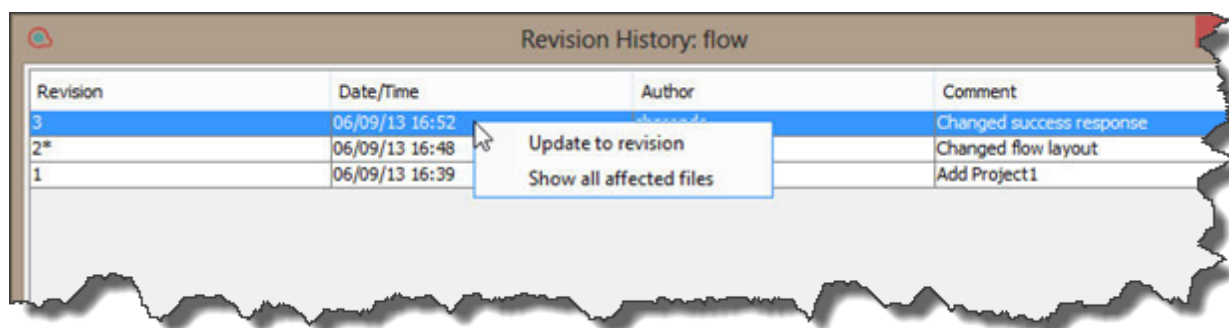 Revision History: flow
Revision Date/Time Author Comment
3 06/09/13 16:52 Changed success response
2* 06/09/13 16:48 Changed flow layout
1 06/09/13 16:39 Add Project1
Update to revision
Show all affected files